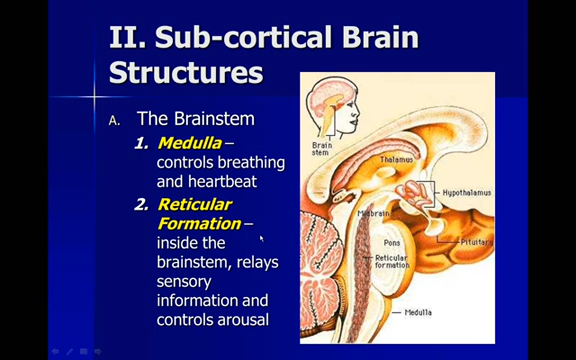 II. Sub-cortical Brain
Structures
A. The Brainstem
1. Medulla –
controls breathing
and heartbeat
2. Reticular
Formation –
inside the
brainstem, relays
sensory
information and
controls arousal
Brain
stem
Thalamus
Hypothalamus
Midbrain
Pituitary
Pons
Reticular
formation
Medulla